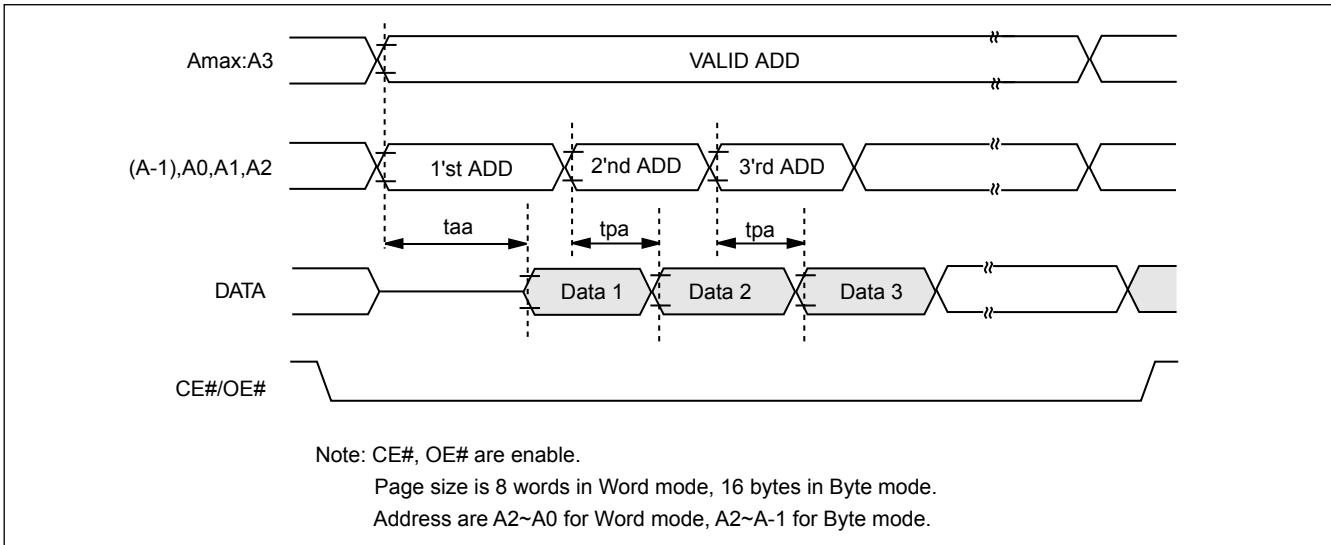 Amax:A3
VALID ADD
(A-1),A0,A1,A2
1'st ADD
2'nd ADD
3'rd ADD
taa
tpa
tpa
DATA
Data 1
Data 2
Data 3
CE#/OE#
Note: CE#, OE# are enable.
Page size is 8 words in Word mode, 16 bytes in Byte mode.
Address are A2~A0 for Word mode, A2~A-1 for Byte mode.